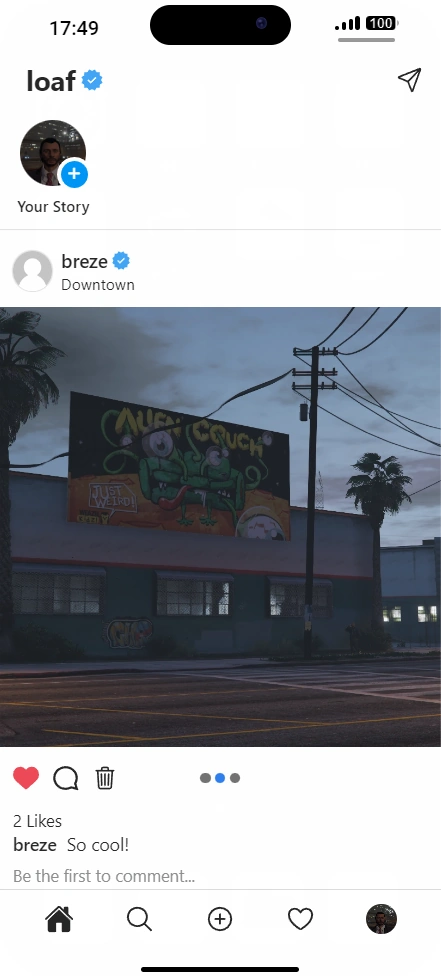 17:49
100
loaf
Your Story
breze
Downtown
ALIEN COUCH
JUST
WEIRD!
2 Likes
breze So cool!
Be the first to comment...